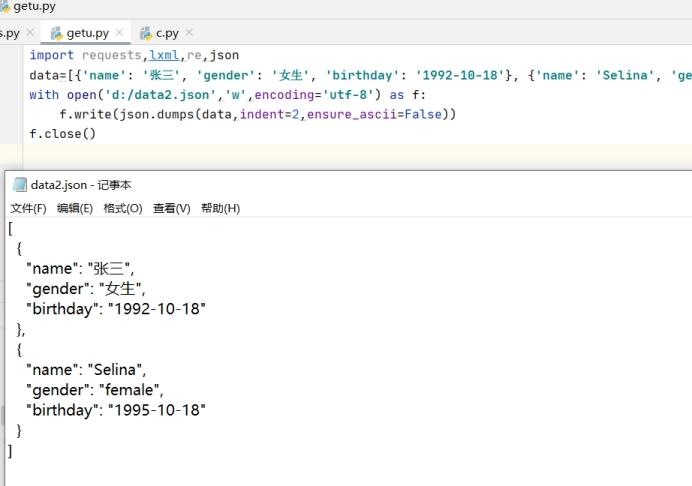 getu.py
s.py × getu.py × c.py ×
import requests,lxml,re,json
data=[{'name': '张三', 'gender': '女生', 'birthday': '1992-10-18'}, {'name': 'Selina', 'ge
with open('d:/data2.json','w',encoding='utf-8') as f:
f.write(json.dumps(data,indent=2,ensure_ascii=False))
f.close()
data2.json - 记事本
文件(F) 编辑(E) 格式(O) 查看(V) 帮助(H)
[
{
"name": "张三",
"gender": "女生",
"birthday": "1992-10-18"
},
{
"name": "Selina",
"gender": "female",
"birthday": "1995-10-18"
}
]